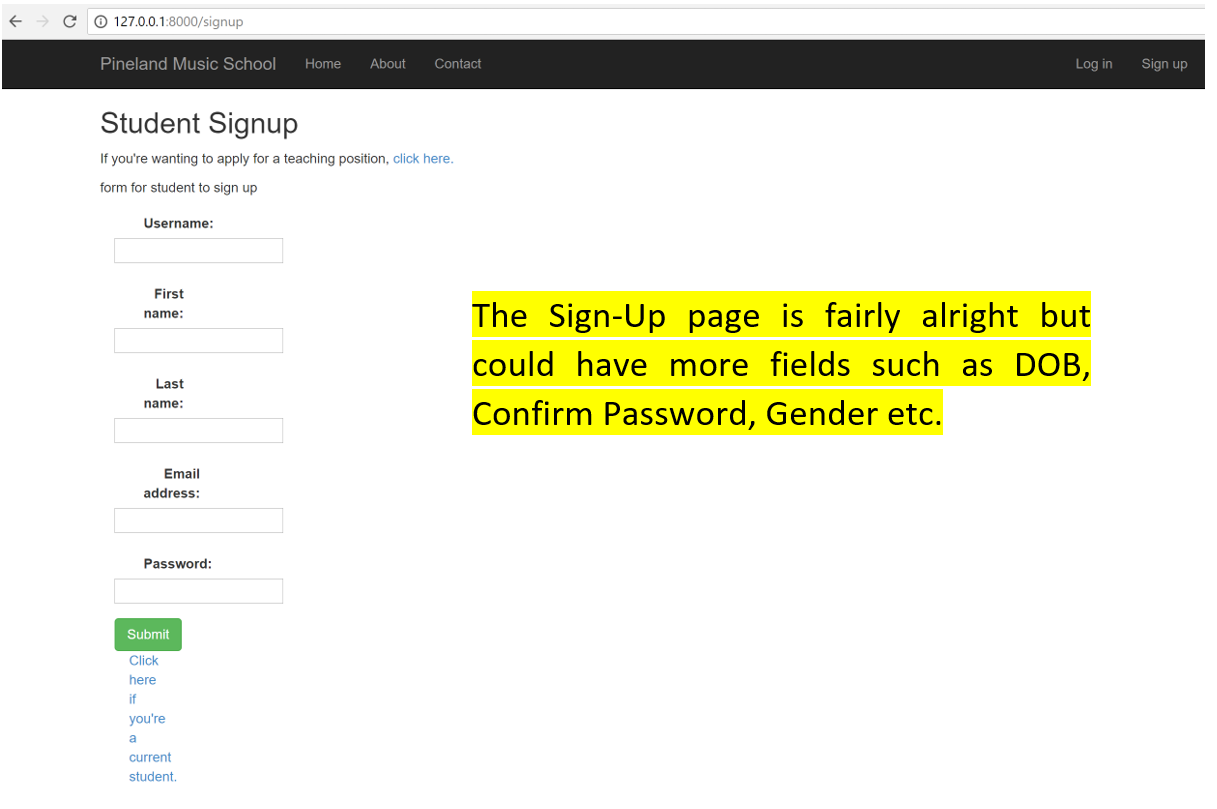 127.0.0.1:8000/signup
Pineland Music School Home About Contact Log in Sign up
Student Signup
If you're wanting to apply for a teaching position, click here.
form for student to sign up
Username:
First
name:
Last
name:
Email
address:
Password:
Submit
Click
here
if
you're
a
current
student.
The Sign-Up page is fairly alright but
could have more fields such as DOB,
Confirm Password, Gender etc.